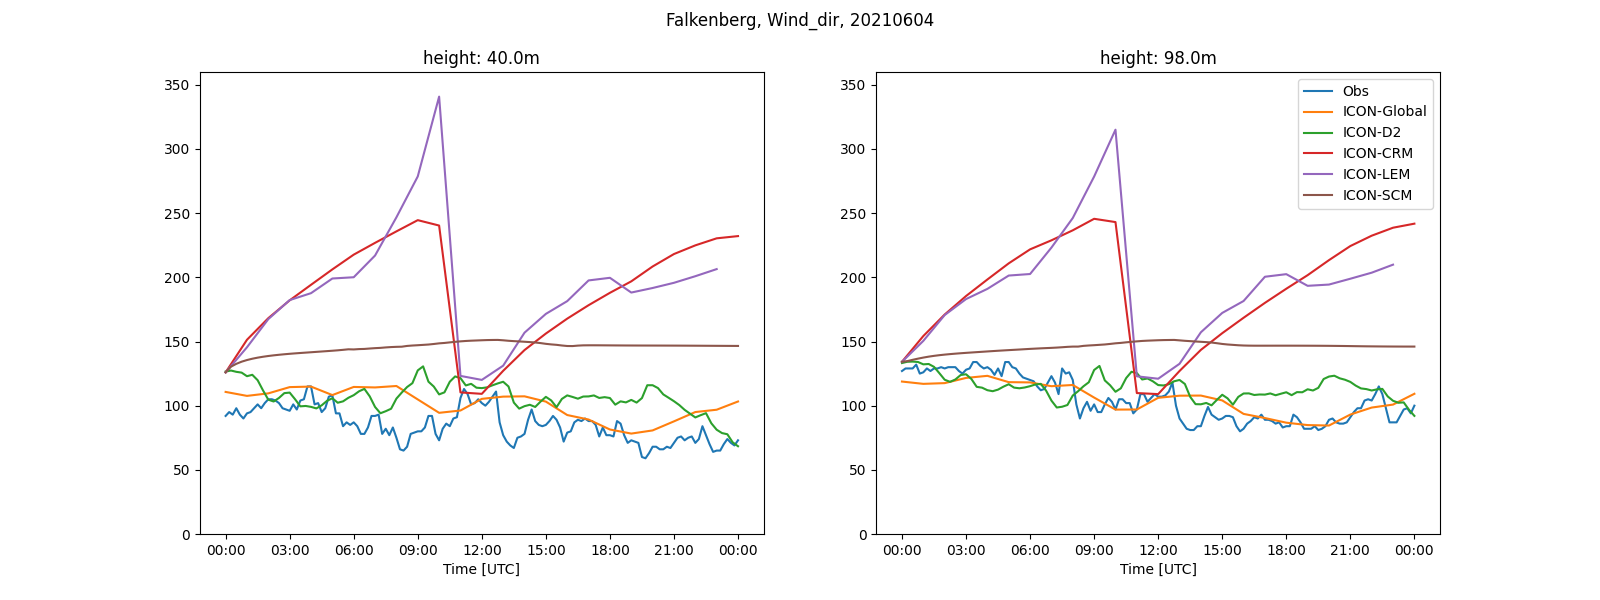 Falkenberg, Wind_dir, 20210604
height: 40.0m
350
300
250
200
150
100
50
0
00:00 03:00 06:00 09:00 12:00 15:00 18:00 21:00 00:00
Time [UTC]
height: 98.0m
350
300
250
200
150
100
50
0
00:00 03:00 06:00 09:00 12:00 15:00 18:00 21:00 00:00
Time [UTC]
Obs
ICON-Global
ICON-D2
ICON-CRM
ICON-LEM
ICON-SCM